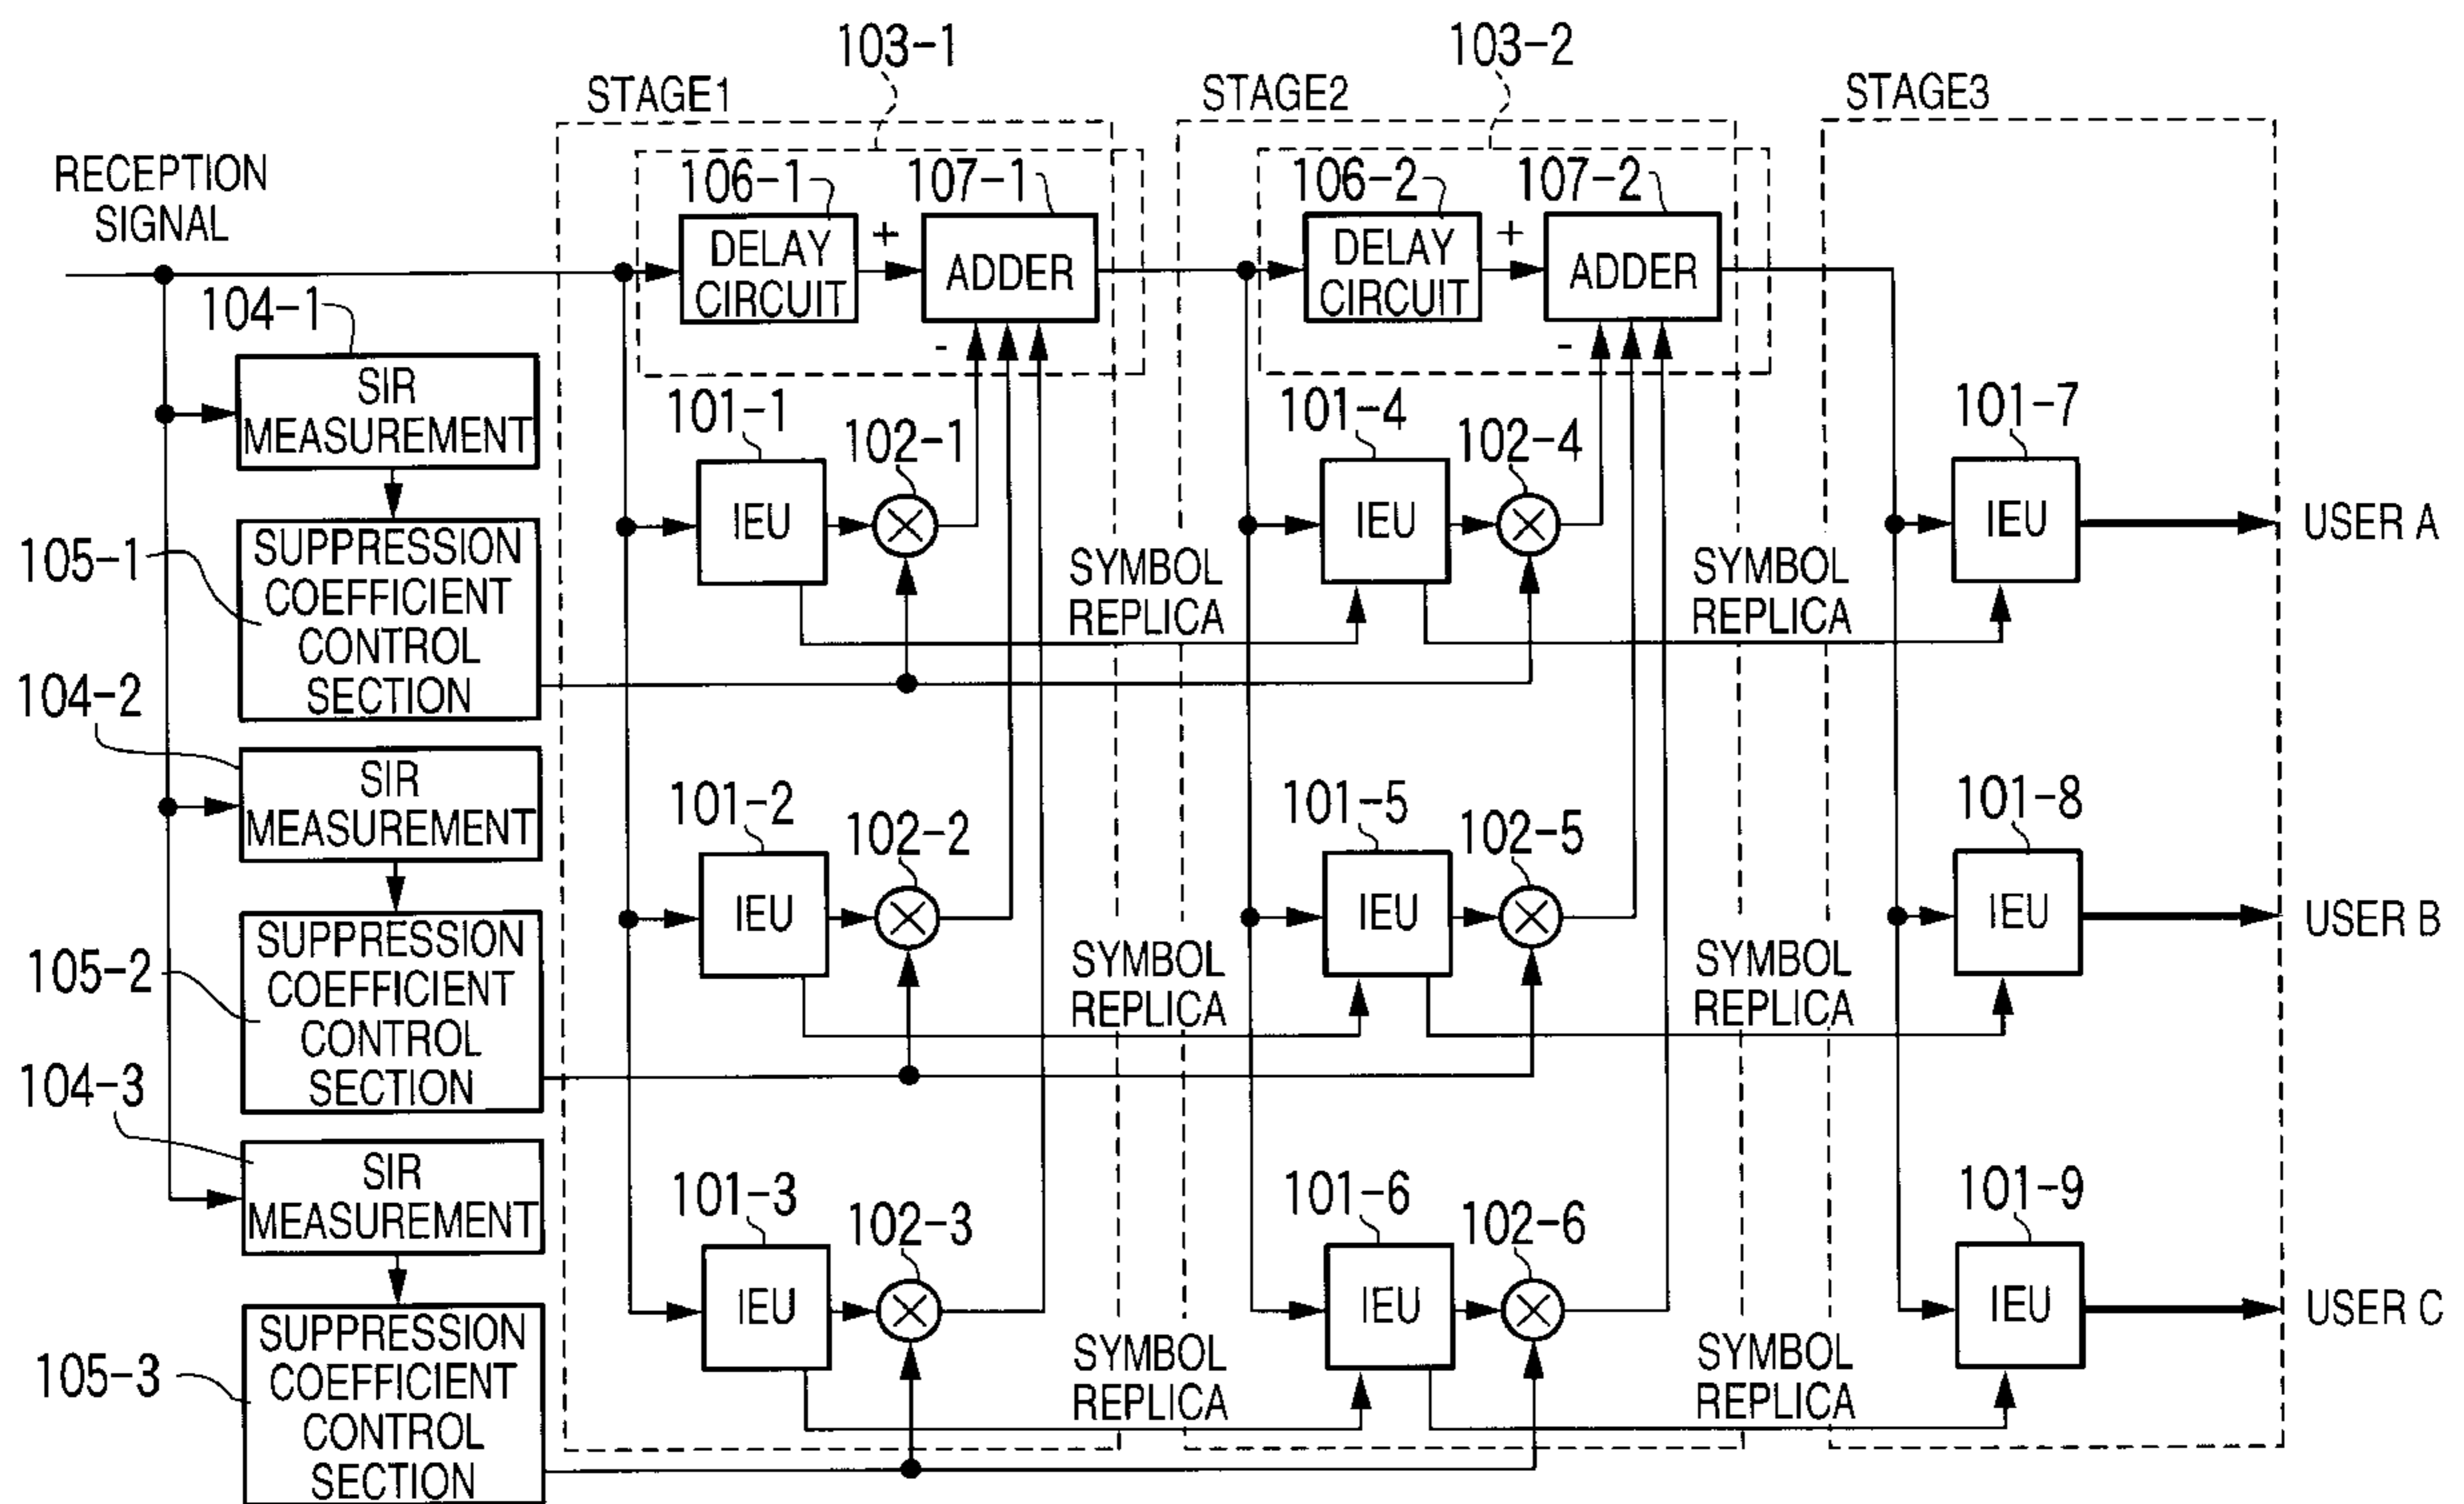 103-1
103-2
STAGE1
STAGE2
STAGE3
RECEPTION
SIGNAL
106-1
107-1
106-2
107-2
DELAY
CIRCUIT
+
ADDER
-
DELAY
CIRCUIT
+
ADDER
-
104-1
SIR
MEASUREMENT
101-1
102-1
IEU
101-4
102-4
IEU
101-7
IEU
USER A
105-1
SUPPRESSION
COEFFICIENT
CONTROL
SECTION
SYMBOL
REPLICA
SYMBOL
REPLICA
104-2
SIR
MEASUREMENT
101-2
102-2
IEU
101-5
102-5
IEU
101-8
IEU
USER B
105-2
SUPPRESSION
COEFFICIENT
CONTROL
SECTION
SYMBOL
REPLICA
SYMBOL
REPLICA
104-3
SIR
MEASUREMENT
101-3
102-3
IEU
101-6
102-6
IEU
101-9
IEU
USER C
105-3
SUPPRESSION
COEFFICIENT
CONTROL
SECTION
SYMBOL
REPLICA
SYMBOL
REPLICA